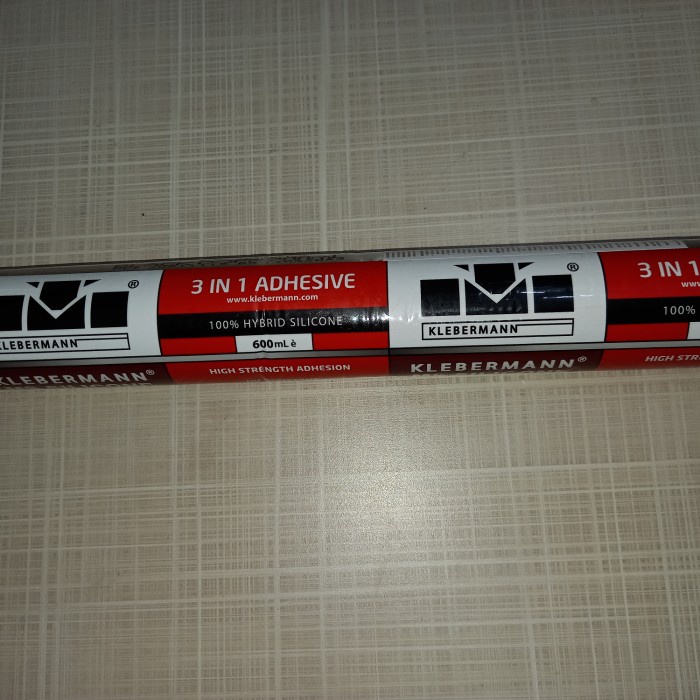 3 IN 1 ADHESIVE
www.klebermann.com
100% HYBRID SILICONE
600mL è
HIGH STRENGTH ADHESION
®
KLEBERMANN
KLEBERMANN®
®
KLEBERMANN
KLEBERMANN®
3 IN 1
100%
HIGH